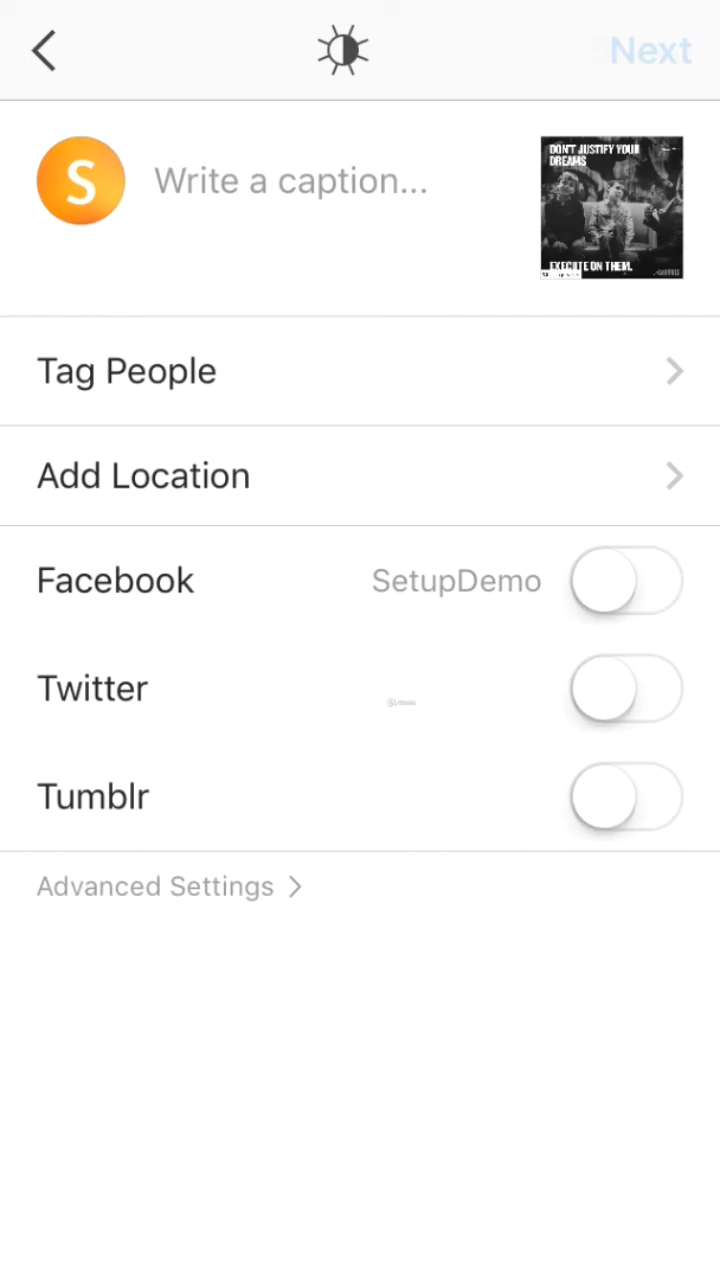 Next
S
Write a caption...
DON'T JUSTIFY YOUR
DREAMS
EXECUTE ON THEM.
Tag People
Add Location
Facebook SetupDemo
Twitter
Tumblr
Advanced Settings